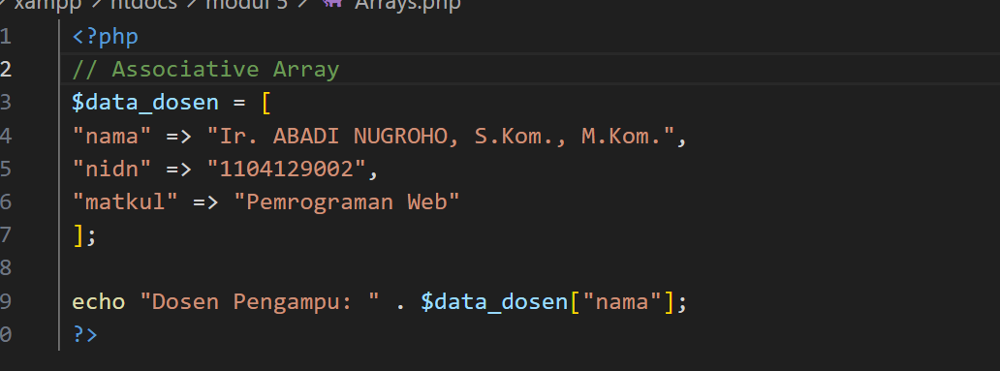 xampp > htdocs > modul 5 > Arrays.php
1 <?php
2 // Associative Array
3 $data_dosen = [
4 "nama" => "Ir. ABADI NUGROHO, S.Kom., M.Kom.",
5 "nidn" => "1104129002",
6 "matkul" => "Pemrograman Web"
7 ];
8
9 echo "Dosen Pengampu: " . $data_dosen["nama"];
0 ?>